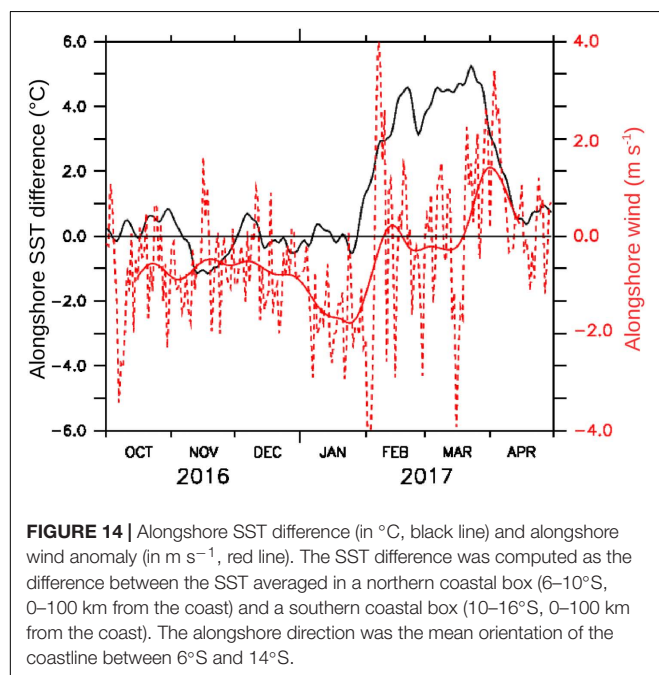 6.0
4.0
2.0
0.0
-2.0
-4.0
-6.0
Alongshore SST difference (°C)
4.0
2.0
0.0
-2.0
-4.0
Alongshore wind (m s⁻¹)
OCT NOV DEC JAN FEB MAR APR
2016 2017
FIGURE 14 | Alongshore SST difference (in °C, black line) and alongshore
wind anomaly (in m s⁻¹, red line). The SST difference was computed as the
difference between the SST averaged in a northern coastal box (6–10°S,
0–100 km from the coast) and a southern coastal box (10–16°S, 0–100 km
from the coast). The alongshore direction was the mean orientation of the
coastline between 6°S and 14°S.